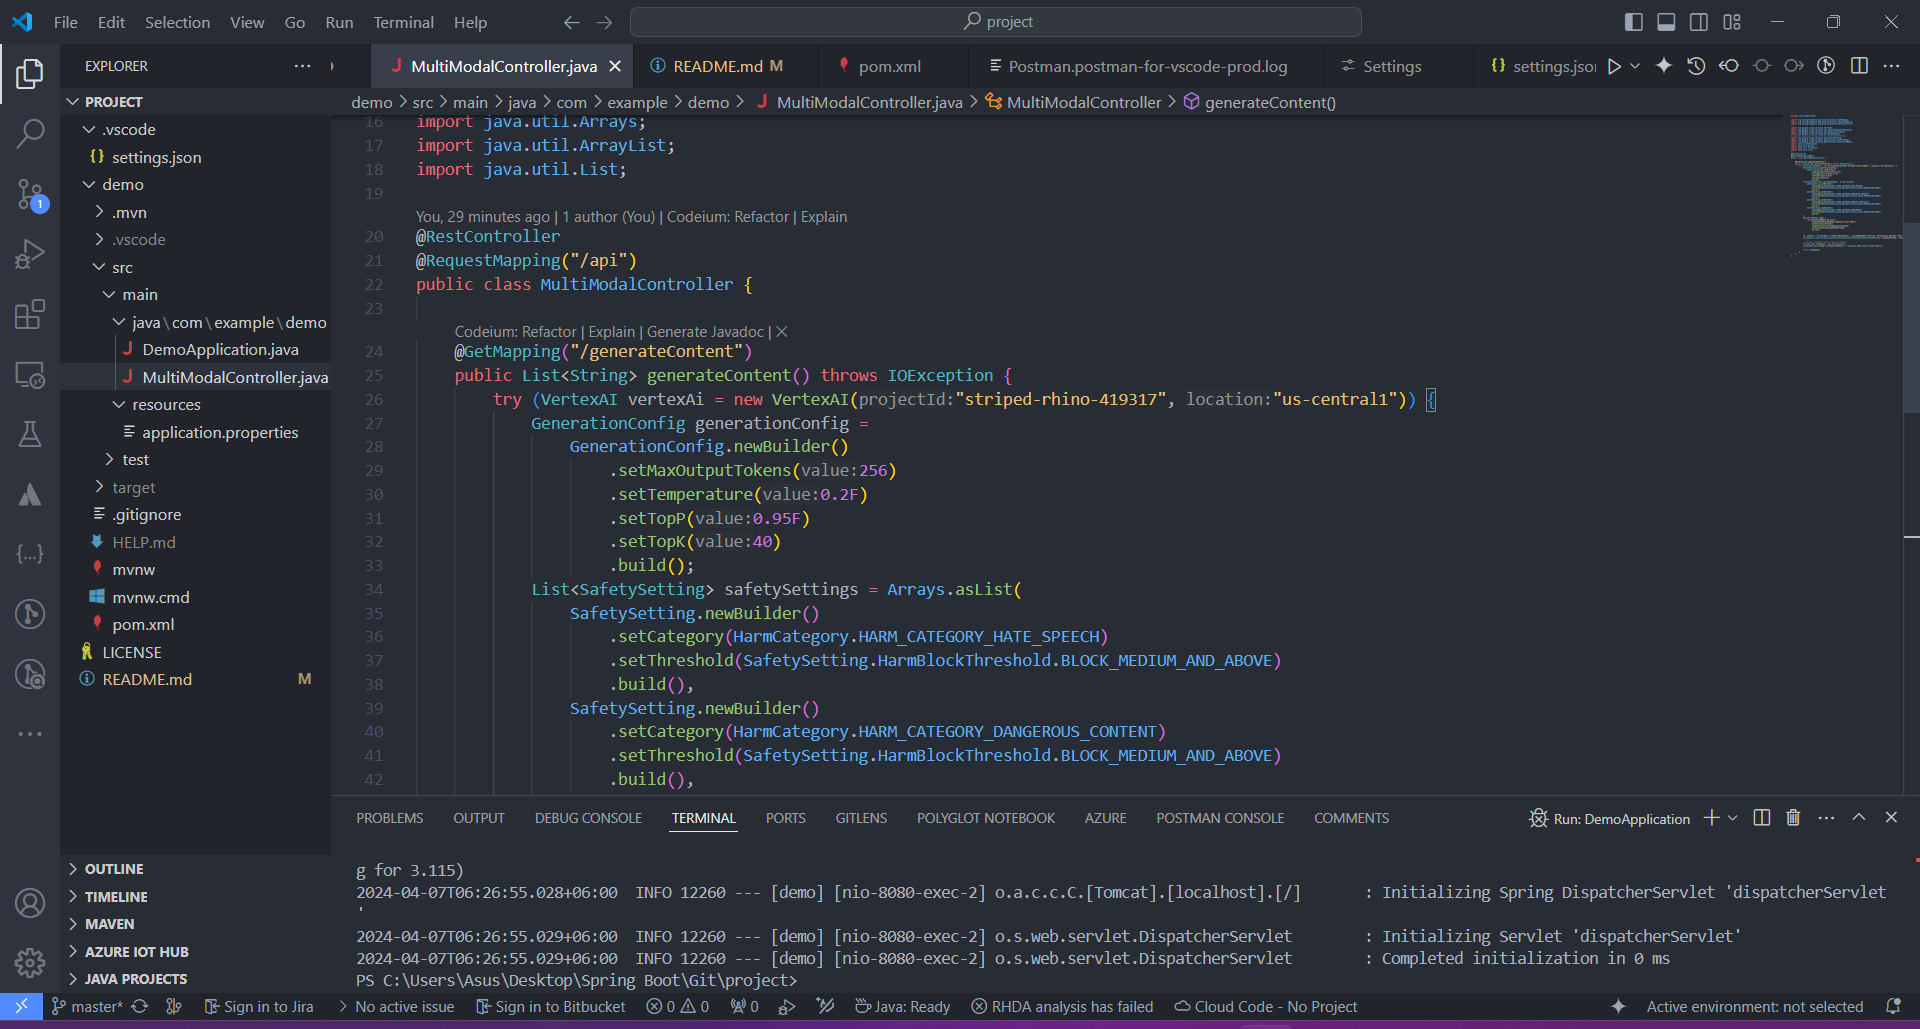 File Edit Selection View Go Run Terminal Help
project
EXPLORER
MultiModalController.java
README.md M
pom.xml
Postman.postman-for-vscode-prod.log
Settings
settings.json
PROJECT
.vscode
settings.json
demo
.mvn
.vscode
src
main
java\com\example\demo
DemoApplication.java
MultiModalController.java
resources
application.properties
test
target
.gitignore
HELP.md
mvnw
mvnw.cmd
pom.xml
LICENSE
README.md M
OUTLINE
TIMELINE
MAVEN
AZURE IOT HUB
JAVA PROJECTS
1
demo > src > main > java > com > example > demo > MultiModalController.java > MultiModalController > generateContent()
16 import java.util.Arrays;
17 import java.util.ArrayList;
18 import java.util.List;
19
You, 29 minutes ago | 1 author (You) | Codeium: Refactor | Explain
20 @RestController
21 @RequestMapping("/api")
22 public class MultiModalController {
23
Codeium: Refactor | Explain | Generate Javadoc | ×
24 @GetMapping("/generateContent")
25 public List<String> generateContent() throws IOException {
26 try (VertexAI vertexAi = new VertexAI(projectId:"striped-rhino-419317", location:"us-central1")) {
27 GenerationConfig generationConfig =
28 GenerationConfig.newBuilder()
29 .setMaxOutputTokens(value:256)
30 .setTemperature(value:0.2F)
31 .setTopP(value:0.95F)
32 .setTopK(value:40)
33 .build();
34 List<SafetySetting> safetySettings = Arrays.asList(
35 SafetySetting.newBuilder()
36 .setCategory(HarmCategory.HARM_CATEGORY_HATE_SPEECH)
37 .setThreshold(SafetySetting.HarmBlockThreshold.BLOCK_MEDIUM_AND_ABOVE)
38 .build(),
39 SafetySetting.newBuilder()
40 .setCategory(HarmCategory.HARM_CATEGORY_DANGEROUS_CONTENT)
41 .setThreshold(SafetySetting.HarmBlockThreshold.BLOCK_MEDIUM_AND_ABOVE)
42 .build(),
PROBLEMS OUTPUT DEBUG CONSOLE TERMINAL PORTS GITLENS POLYGLOT NOTEBOOK AZURE POSTMAN CONSOLE COMMENTS
Run: DemoApplication
g for 3.115)
2024-04-07T06:26:55.028+06:00 INFO 12260 --- [demo] [nio-8080-exec-2] o.a.c.c.C.[Tomcat].[localhost].[/] : Initializing Spring DispatcherServlet 'dispatcherServlet
'
2024-04-07T06:26:55.029+06:00 INFO 12260 --- [demo] [nio-8080-exec-2] o.s.web.servlet.DispatcherServlet : Initializing Servlet 'dispatcherServlet'
2024-04-07T06:26:55.029+06:00 INFO 12260 --- [demo] [nio-8080-exec-2] o.s.web.servlet.DispatcherServlet : Completed initialization in 0 ms
PS C:\Users\Asus\Desktop\Spring Boot\Git\project>
master* Sign in to Jira No active issue Sign in to Bitbucket 0 0 0 Java: Ready RHDA analysis has failed Cloud Code - No Project Active environment: not selected